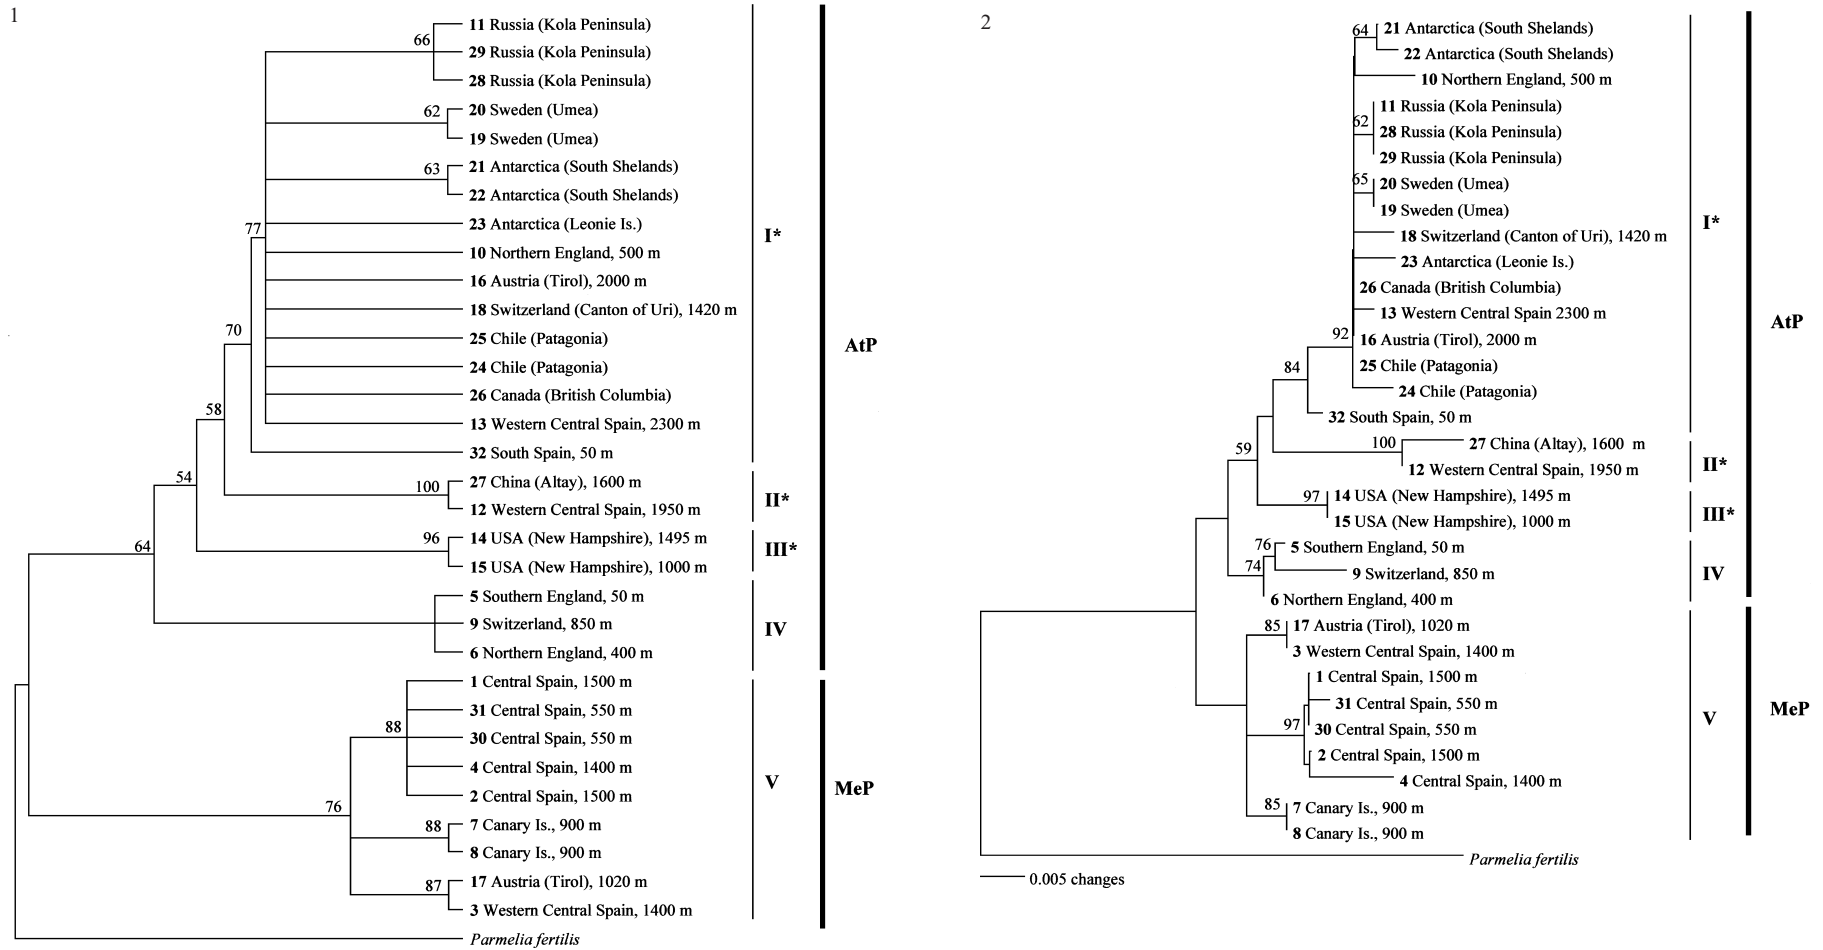 1
11 Russia (Kola Peninsula)
66
29 Russia (Kola Peninsula)
28 Russia (Kola Peninsula)
20 Sweden (Umea)
62
19 Sweden (Umea)
21 Antarctica (South Shelands)
63
22 Antarctica (South Shelands)
23 Antarctica (Leonie Is.)
77
I*
10 Northern England, 500 m
16 Austria (Tirol), 2000 m
18 Switzerland (Canton of Uri), 1420 m
70
25 Chile (Patagonia)
AtP
24 Chile (Patagonia)
26 Canada (British Columbia)
58
13 Western Central Spain, 2300 m
32 South Spain, 50 m
54
27 China (Altay), 1600 m
100
II*
12 Western Central Spain, 1950 m
14 USA (New Hampshire), 1495 m
96
64
III*
15 USA (New Hampshire), 1000 m
5 Southern England, 50 m
9 Switzerland, 850 m
IV
6 Northern England, 400 m
1 Central Spain, 1500 m
31 Central Spain, 550 m
88
30 Central Spain, 550 m
4 Central Spain, 1400 m
V
MeP
2 Central Spain, 1500 m
76
7 Canary Is., 900 m
88
8 Canary Is., 900 m
17 Austria (Tirol), 1020 m
87
3 Western Central Spain, 1400 m
Parmelia fertilis
2
64
21 Antarctica (South Shelands)
22 Antarctica (South Shelands)
10 Northern England, 500 m
11 Russia (Kola Peninsula)
62
28 Russia (Kola Peninsula)
29 Russia (Kola Peninsula)
65
20 Sweden (Umea)
19 Sweden (Umea)
I*
18 Switzerland (Canton of Uri), 1420 m
23 Antarctica (Leonie Is.)
26 Canada (British Columbia)
13 Western Central Spain 2300 m
AtP
92
16 Austria (Tirol), 2000 m
84
25 Chile (Patagonia)
24 Chile (Patagonia)
32 South Spain, 50 m
59
100
27 China (Altay), 1600 m
II*
12 Western Central Spain, 1950 m
97
14 USA (New Hampshire), 1495 m
III*
15 USA (New Hampshire), 1000 m
76
5 Southern England, 50 m
74
9 Switzerland, 850 m
IV
6 Northern England, 400 m
85
17 Austria (Tirol), 1020 m
3 Western Central Spain, 1400 m
1 Central Spain, 1500 m
31 Central Spain, 550 m
MeP
V
97
30 Central Spain, 550 m
2 Central Spain, 1500 m
4 Central Spain, 1400 m
85
7 Canary Is., 900 m
8 Canary Is., 900 m
Parmelia fertilis
0.005 changes